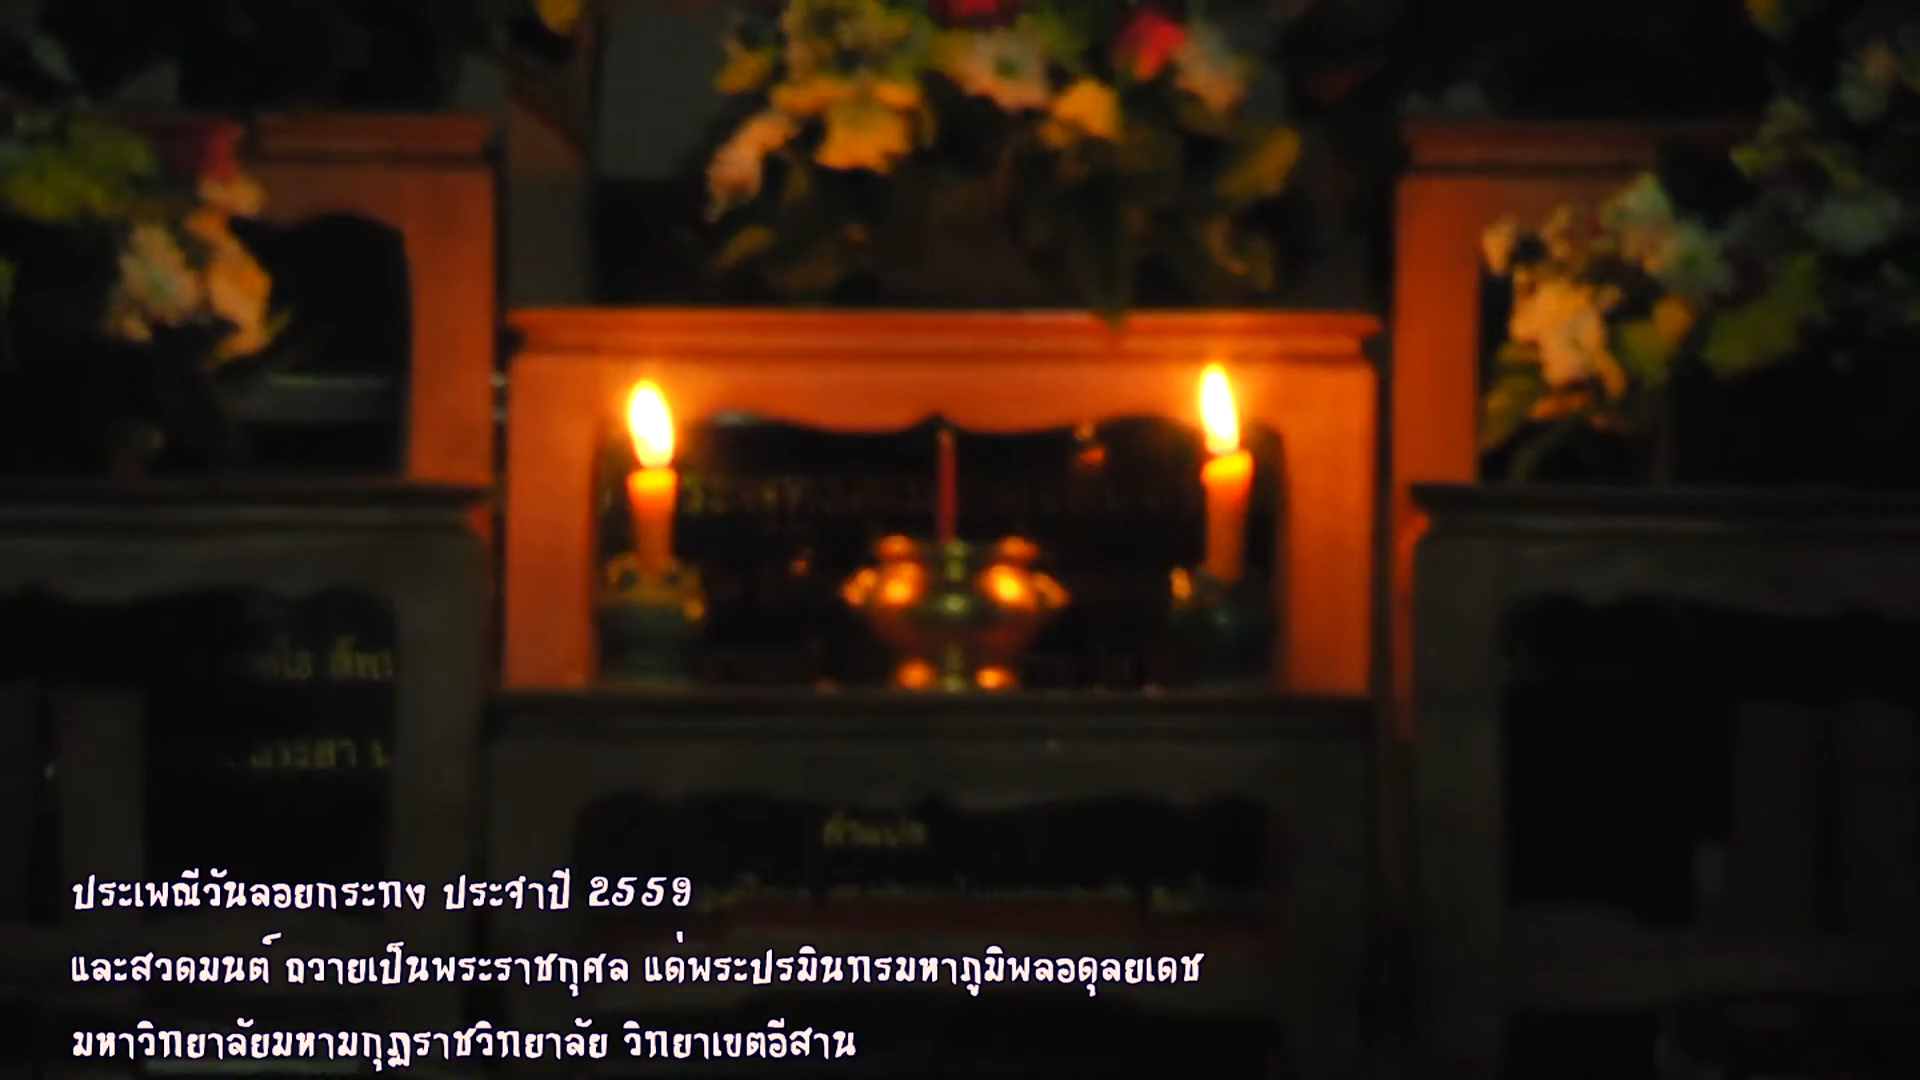 ประเพณีวันลอยกระทง ประจำปี 2559
และสวดมนต์ ถวายเป็นพระราชกุศล แด่พระปรมินทรมหาภูมิพลอดุลยเดช
มหาวิทยาลัยมหามกุฏราชวิทยาลัย วิทยาเขตอีสาน